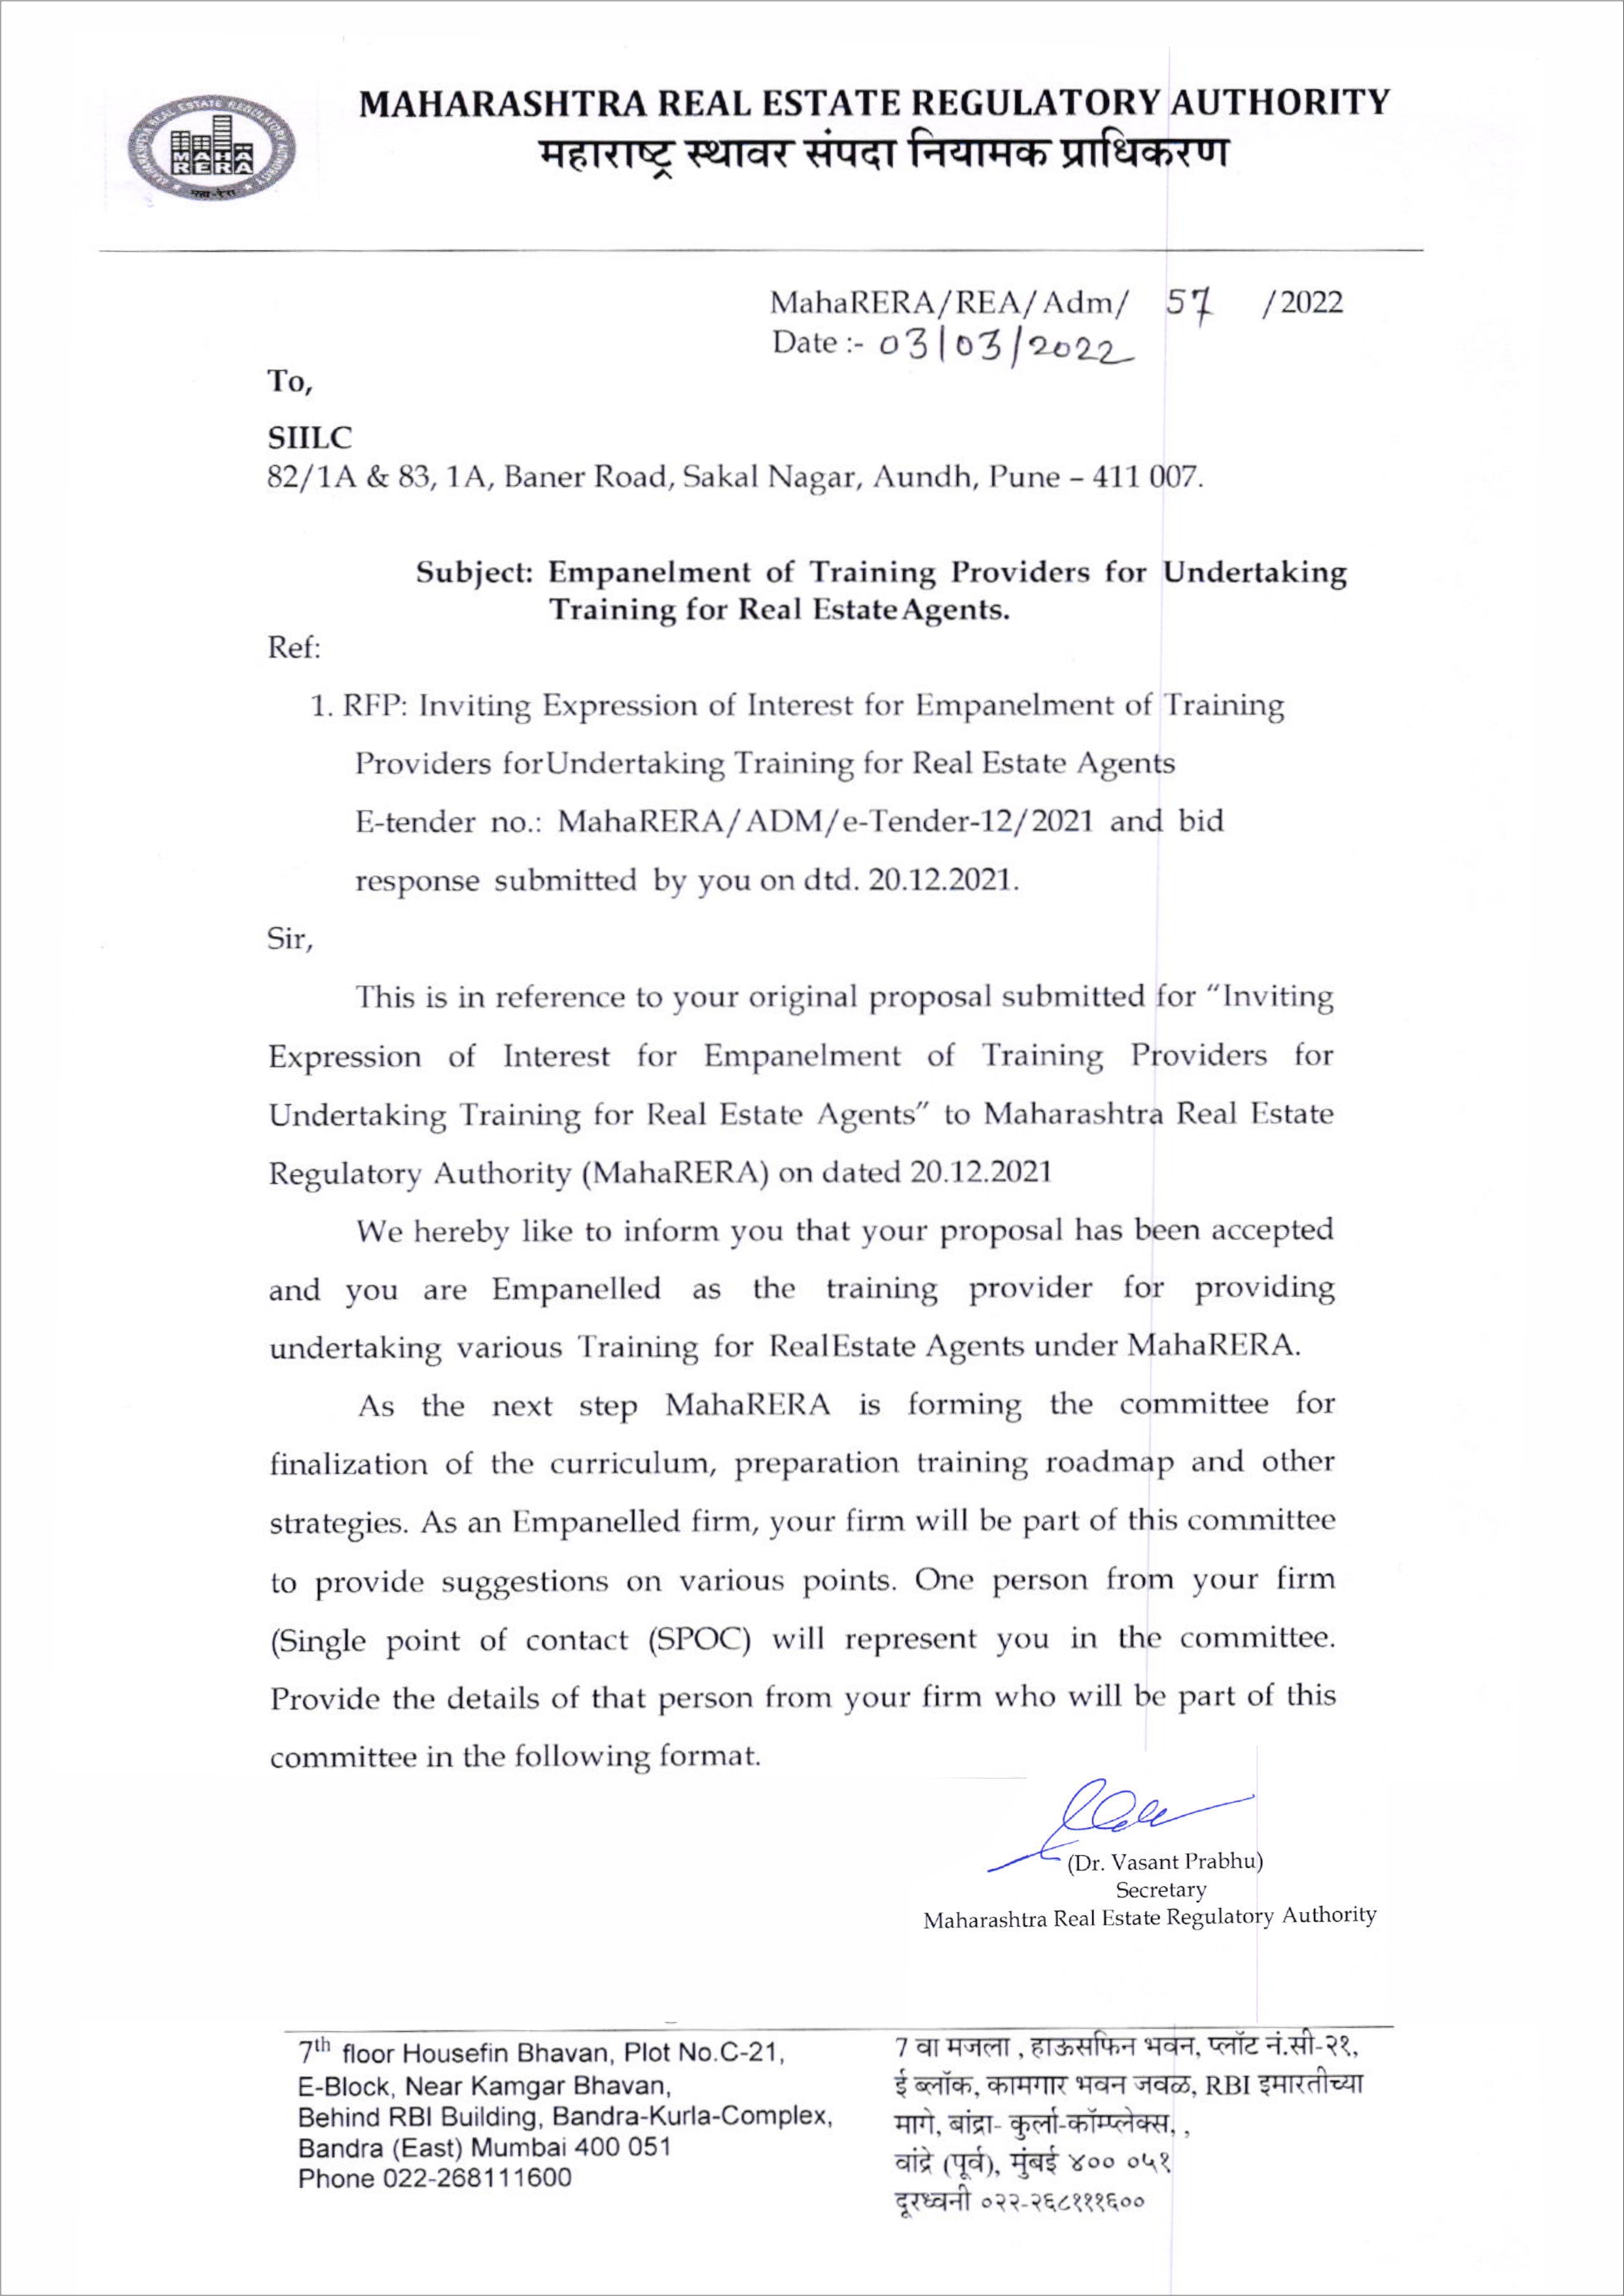 MAHARASHTRA REAL ESTATE REGULATORY AUTHORITY
महाराष्ट्र स्थावर संपदा नियामक प्राधिकरण
MAHARASHTRA REAL ESTATE REGULATORY AUTHORITY
MAHA
RERA
महा-रेरा
MahaRERA/REA/Adm/ 57 /2022
Date :- 03/03/2022
To,
SIILC
82/1A & 83, 1A, Baner Road, Sakal Nagar, Aundh, Pune – 411 007.
Subject: Empanelment of Training Providers for Undertaking
Training for Real Estate Agents.
Ref:
1. RFP: Inviting Expression of Interest for Empanelment of Training
Providers forUndertaking Training for Real Estate Agents
E-tender no.: MahaRERA/ADM/e-Tender-12/2021 and bid
response submitted by you on dtd. 20.12.2021.
Sir,
This is in reference to your original proposal submitted for “Inviting
Expression of Interest for Empanelment of Training Providers for
Undertaking Training for Real Estate Agents” to Maharashtra Real Estate
Regulatory Authority (MahaRERA) on dated 20.12.2021
We hereby like to inform you that your proposal has been accepted
and you are Empanelled as the training provider for providing
undertaking various Training for RealEstate Agents under MahaRERA.
As the next step MahaRERA is forming the committee for
finalization of the curriculum, preparation training roadmap and other
strategies. As an Empanelled firm, your firm will be part of this committee
to provide suggestions on various points. One person from your firm
(Single point of contact (SPOC) will represent you in the committee.
Provide the details of that person from your firm who will be part of this
committee in the following format.
(Dr. Vasant Prabhu)
Secretary
Maharashtra Real Estate Regulatory Authority
7th floor Housefin Bhavan, Plot No.C-21,
E-Block, Near Kamgar Bhavan,
Behind RBI Building, Bandra-Kurla-Complex,
Bandra (East) Mumbai 400 051
Phone 022-268111600
7 वा मजला , हाऊसफिन भवन, प्लॉट नं.सी-२१,
ई ब्लॉक, कामगार भवन जवळ, RBI इमारतीच्या
मागे, बांद्रा- कुर्ला-कॉम्प्लेक्स, ,
वांद्रे (पूर्व), मुंबई ४०० ०५१
दूरध्वनी ०२२-२६८१११६००